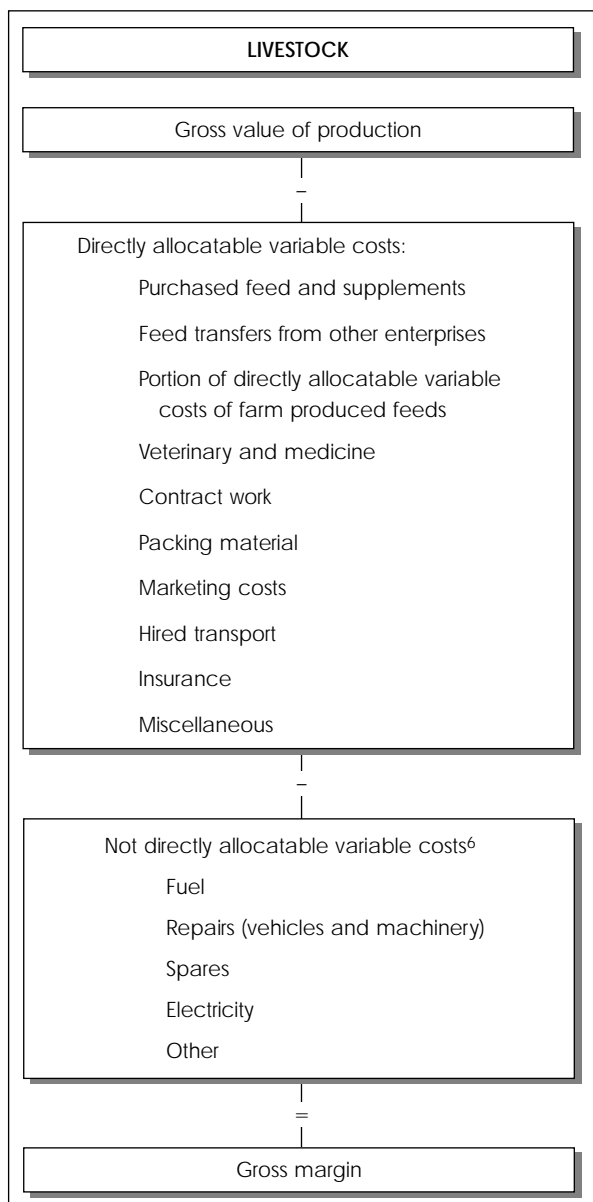 LIVESTOCK
Gross value of production
–
Directly allocatable variable costs:
Purchased feed and supplements
Feed transfers from other enterprises
Portion of directly allocatable variable
costs of farm produced feeds
Veterinary and medicine
Contract work
Packing material
Marketing costs
Hired transport
Insurance
Miscellaneous
–
Not directly allocatable variable costs⁶
Fuel
Repairs (vehicles and machinery)
Spares
Electricity
Other
=
Gross margin